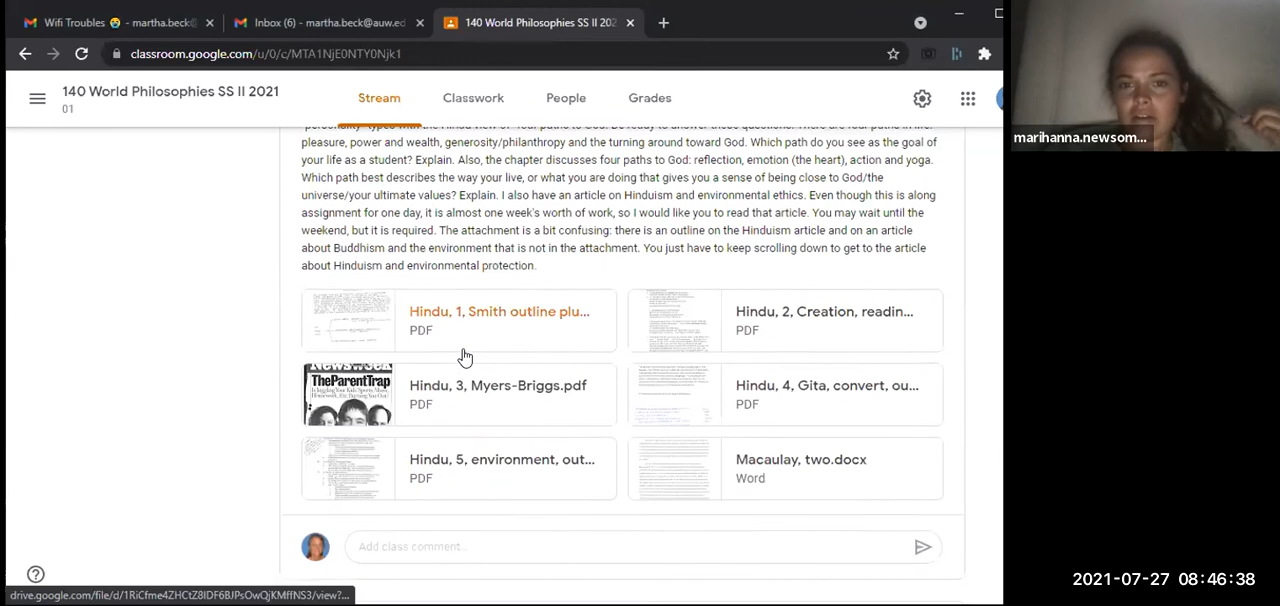 Wifi Troubles 😭 - martha.beck@
Inbox (6) - martha.beck@auw.ed
140 World Philosophies SS II 202
classroom.google.com/u/0/c/MTA1NjE0NTY0Njk1
140 World Philosophies SS II 2021
01
Stream
Classwork
People
Grades
marihanna.newsom...
"personality" types with the Hindu view of "four paths to God. Be ready to answer these questions: There are four paths in life:
pleasure, power and wealth, generosity/philanthropy and the turning around toward God. Which path do you see as the goal of
your life as a student? Explain. Also, the chapter discusses four paths to God: reflection, emotion (the heart), action and yoga.
Which path best describes the way your live, or what you are doing that gives you a sense of being close to God/the
universe/your ultimate values? Explain. I also have an article on Hinduism and environmental ethics. Even though this is along
assignment for one day, it is almost one week's worth of work, so I would like you to read that article. You may wait until the
weekend, but it is required. The attachment is a bit confusing: there is an outline on the Hinduism article and on an article
about Buddhism and the environment that is not in the attachment. You just have to keep scrolling down to get to the article
about Hinduism and environmental protection.
Hindu, 1, Smith outline plu...
PDF
Hindu, 2, Creation, readin...
PDF
TheParentTrap
Hindu, 3, Myers-Briggs.pdf
PDF
Hindu, 4, Gita, convert, ou...
PDF
Hindu, 5, environment, out...
PDF
Maaulav, two.docx
Word
Add class comment...
drive.google.com/file/d/1RiCfme4ZHCtZ8IDF6BJPsOwQjKMffNS3/view?...
2021-07-27 08:46:38